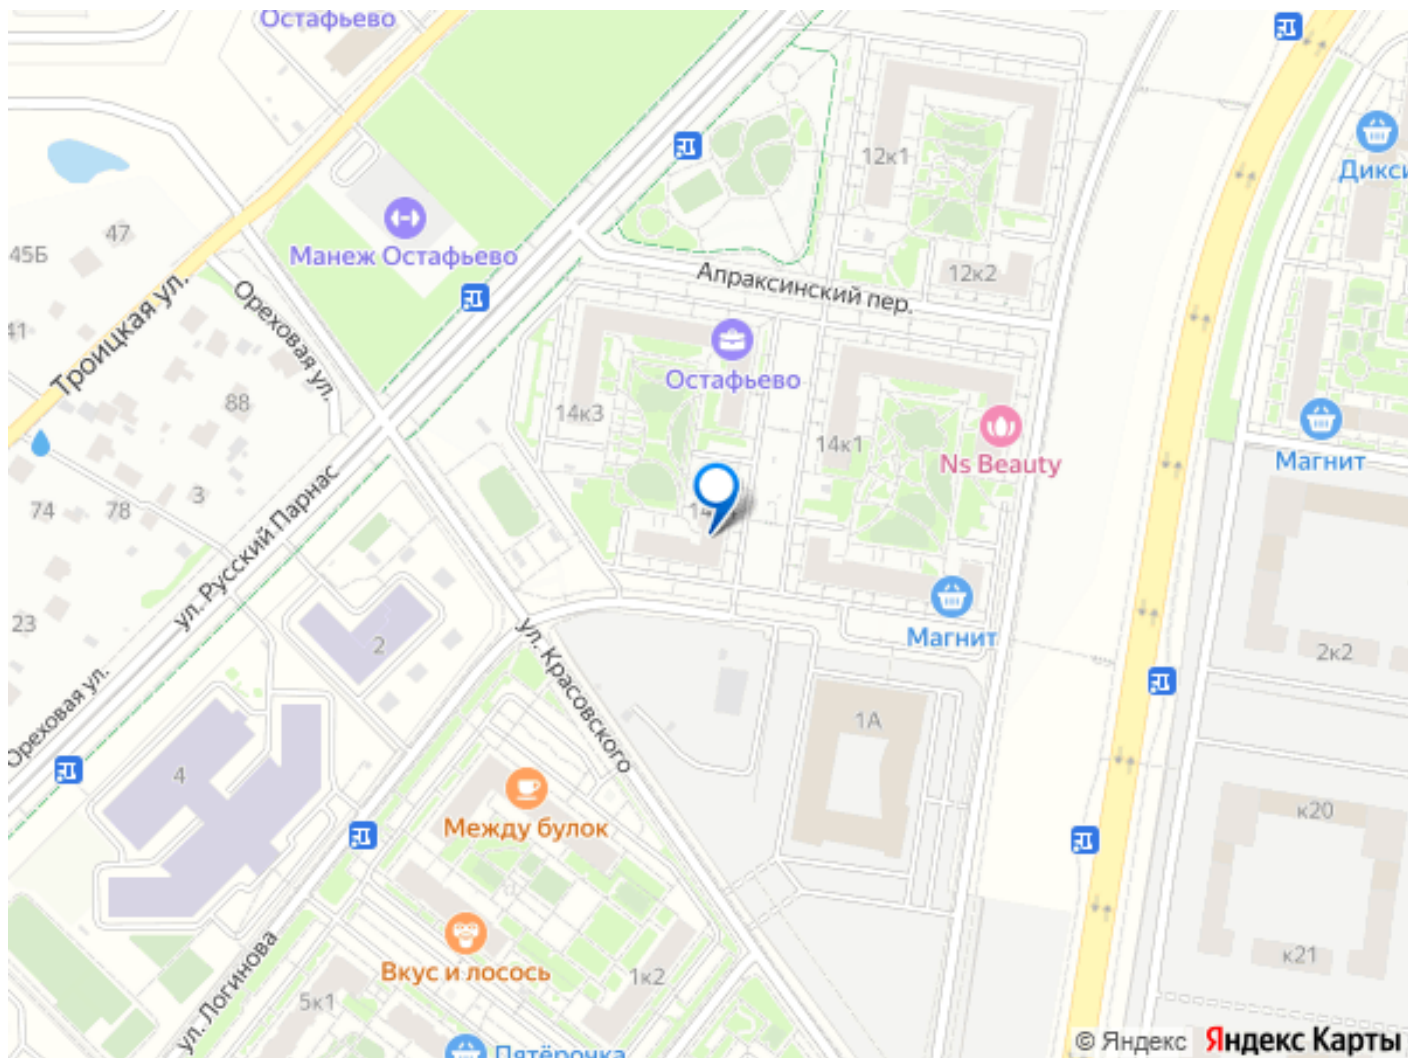 Остафьево
12к1
Дикси
47
45Б
Манеж Остафьево
12к2
Апраксинский пер.
Троицкая ул.
Ореховая ул.
41
Остафьево
88
14к3
14к1
Ns Beauty
Магнит
74
78
3
ул. Русский Парнас
23
2
Магнит
2к2
ул. Красовского
Ореховая ул.
1А
4
Между булок
к20
Вкус и лосось
ул. Логинова
1к2
к21
5к1
Пятёрочка
© Яндекс Яндекс Карты